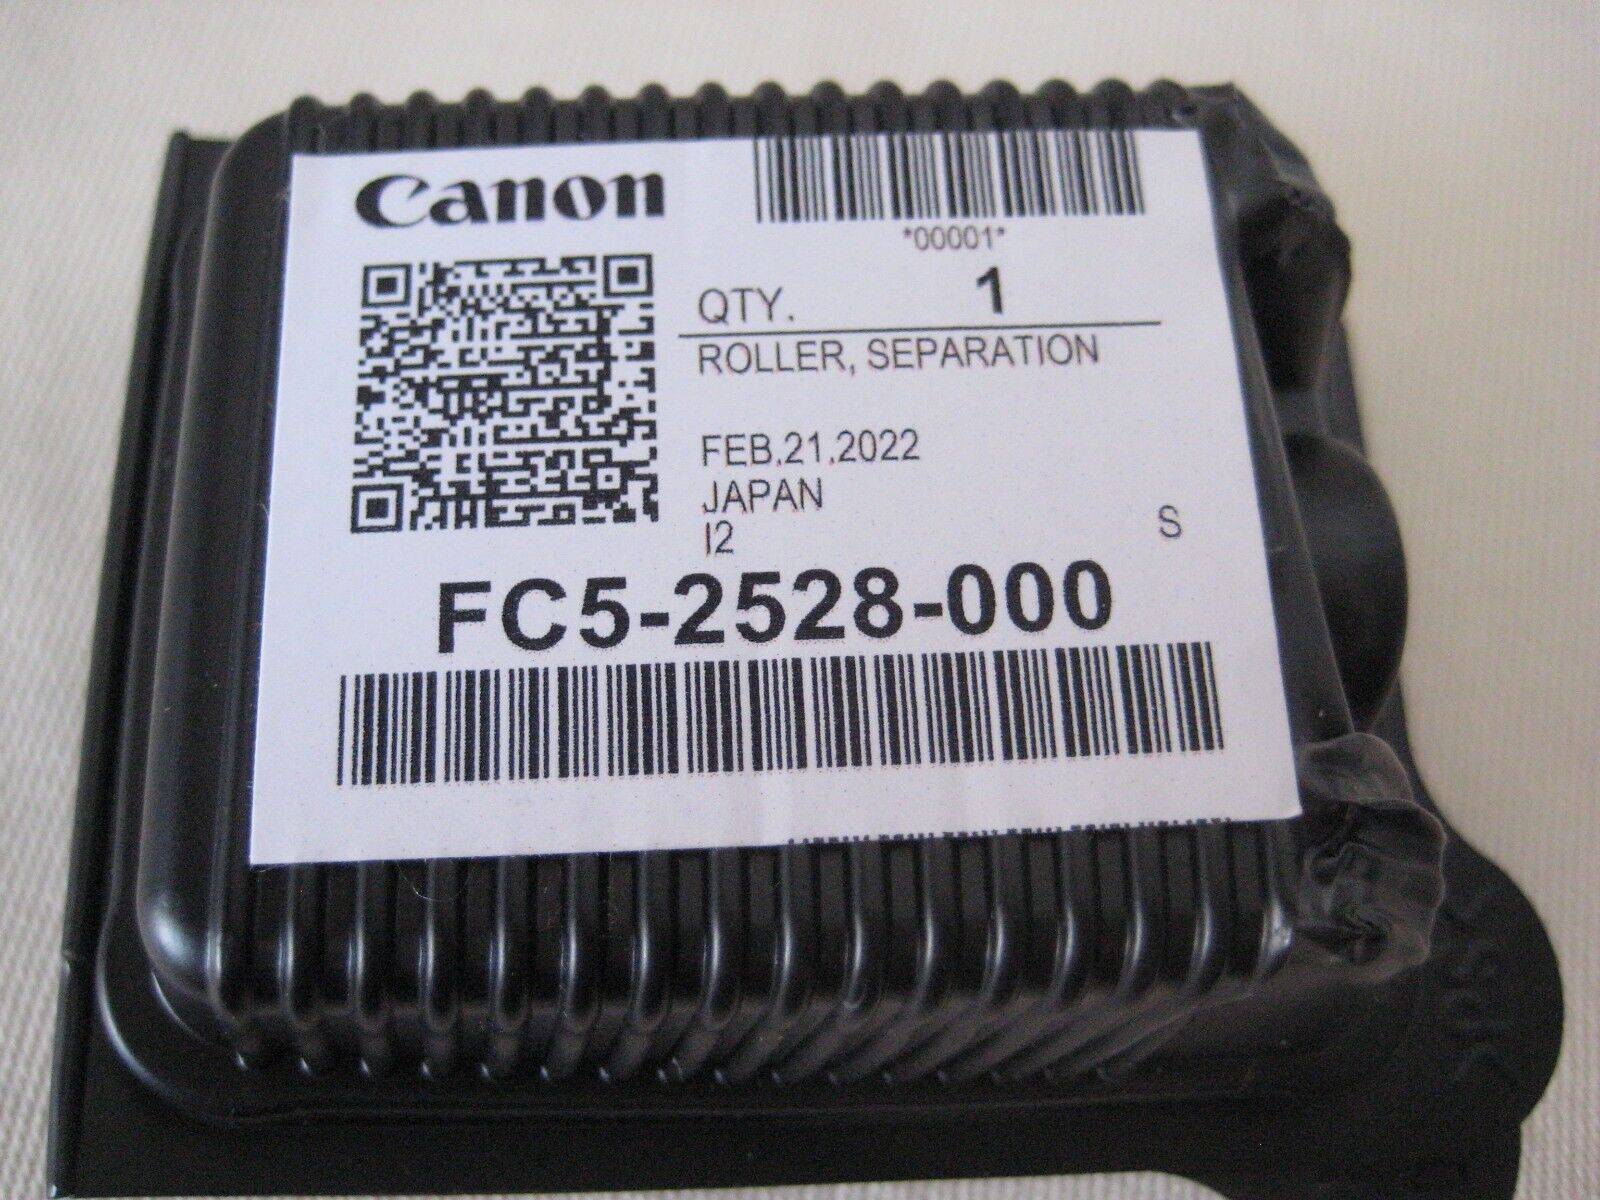 Canon
*00001*
QTY. 1
ROLLER, SEPARATION
FEB.21.2022
JAPAN
I2 S
FC5-2528-000